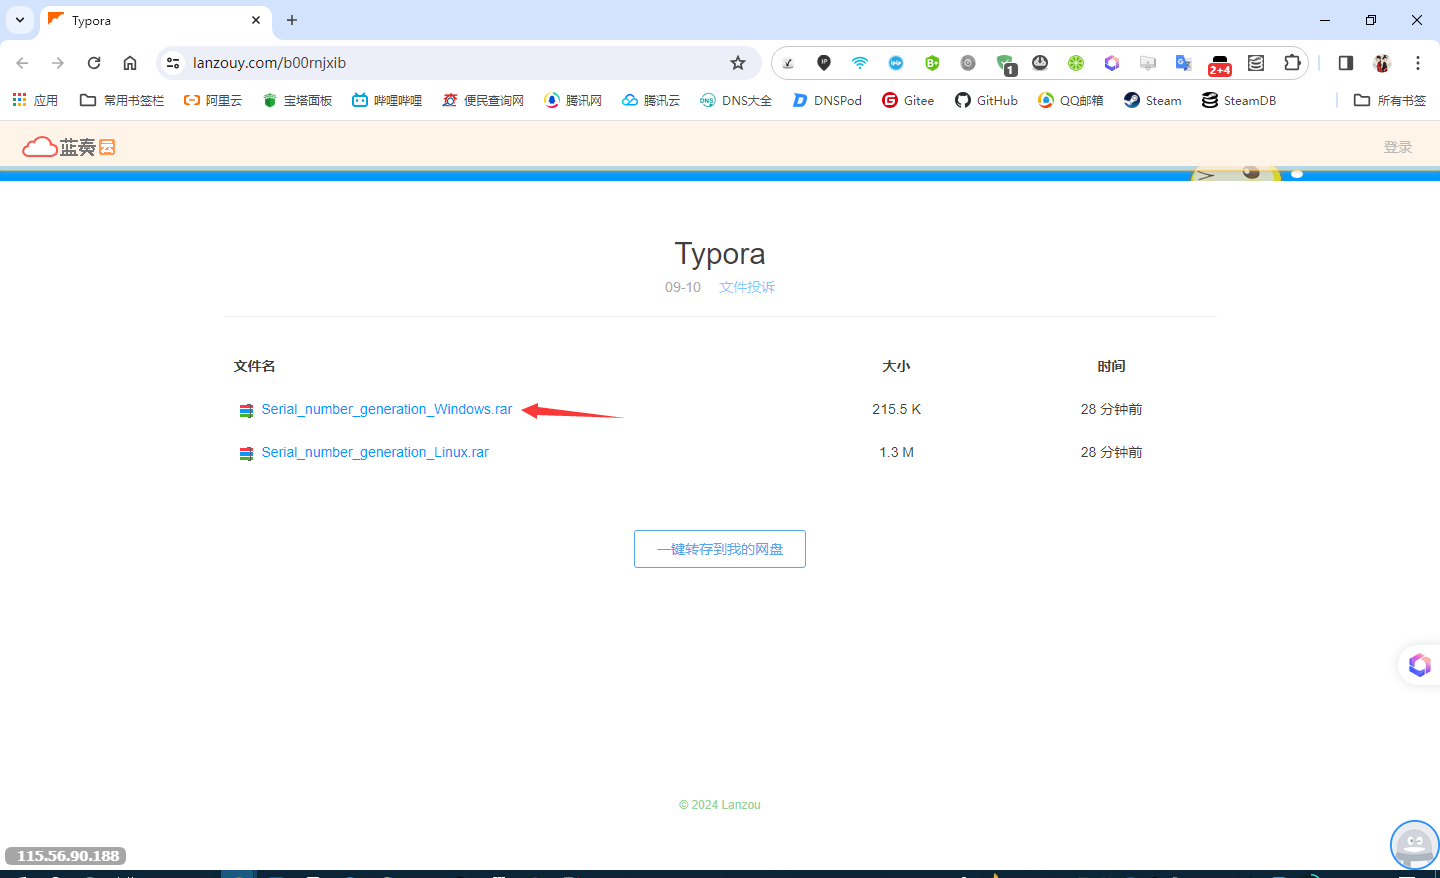 Typora
lanzouy.com/b00rnjxib
1
2+4
应用 常用书签栏 阿里云 宝塔面板 哔哩哔哩 便民查询网 腾讯网 腾讯云 DNS大全 DNSPod Gitee GitHub QQ邮箱 Steam SteamDB 所有书签
蓝奏云 登录
Typora
09-10 文件投诉
文件名 大小 时间
Serial_number_generation_Windows.rar 215.5 K 28 分钟前
Serial_number_generation_Linux.rar 1.3 M 28 分钟前
一键转存到我的网盘
© 2024 Lanzou
115.56.90.188